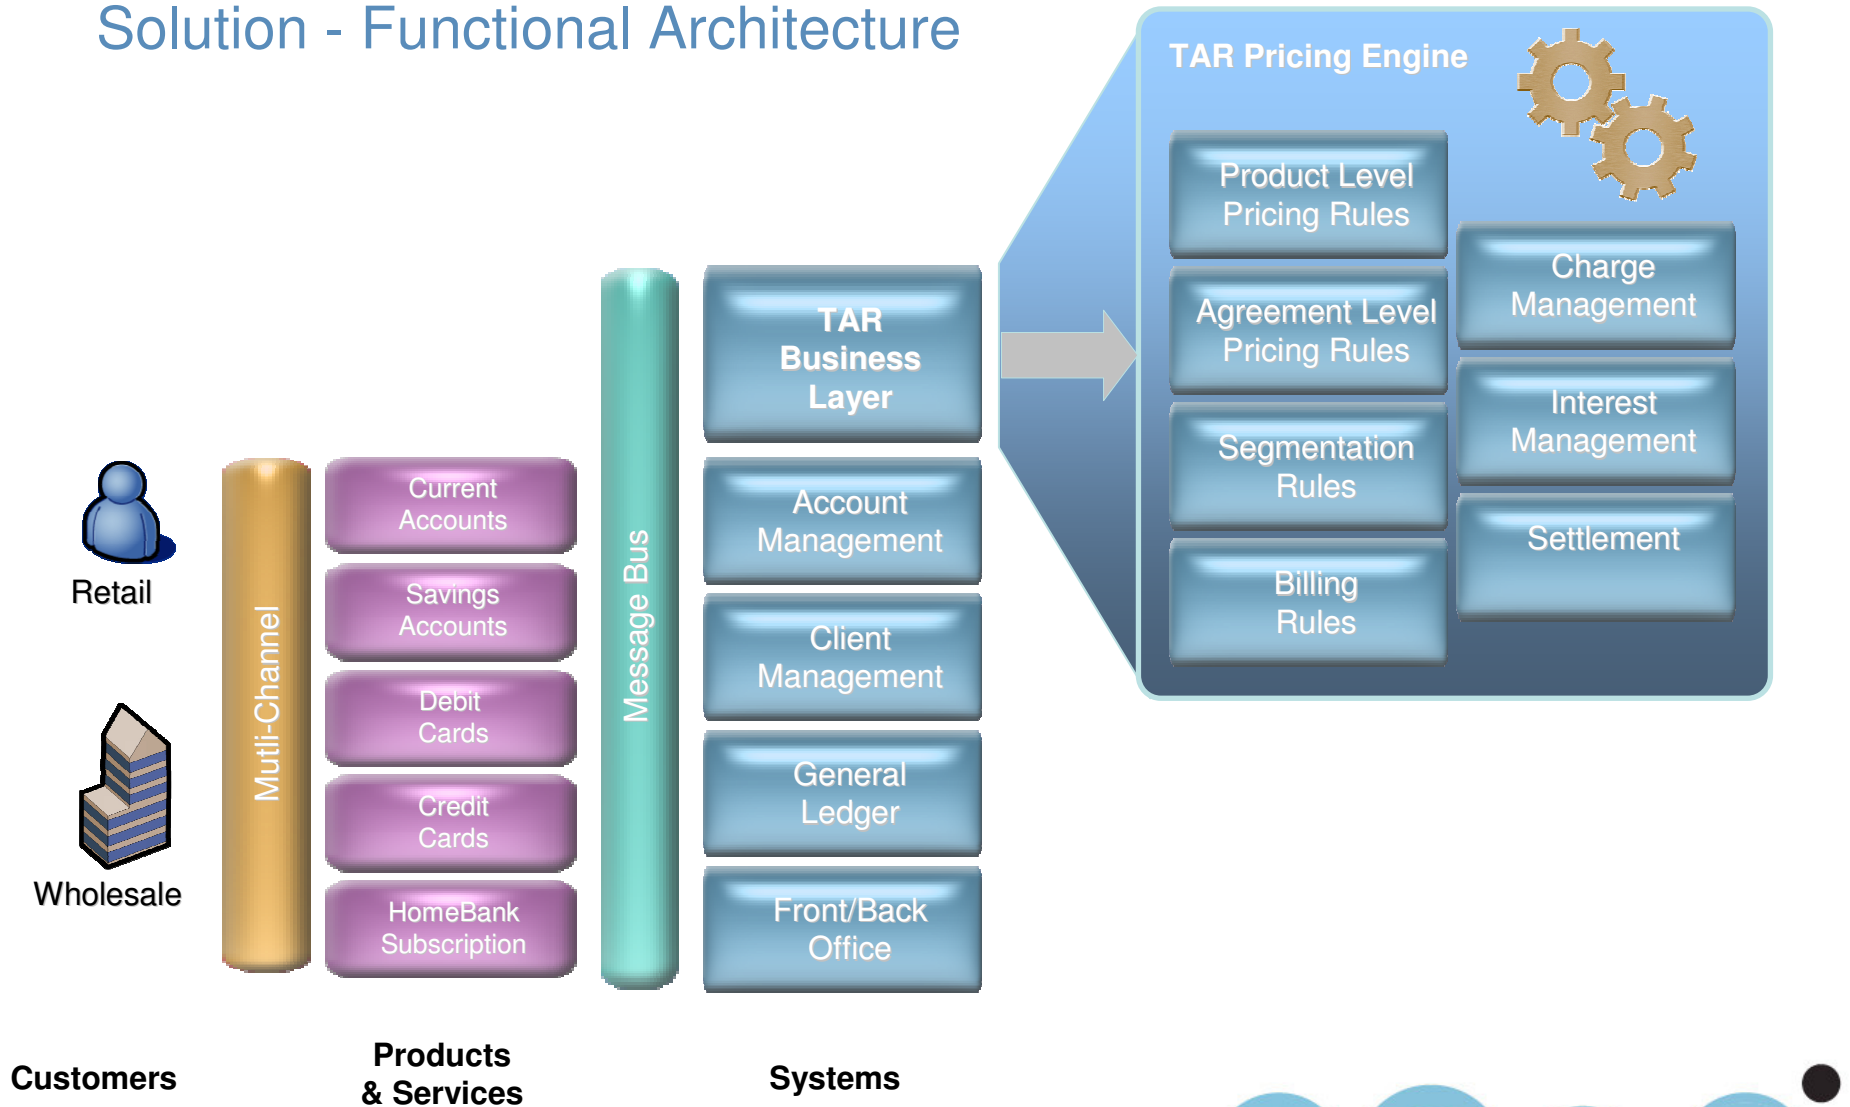 Solution - Functional Architecture
TAR Pricing Engine
Product Level
Pricing Rules
Agreement Level
Pricing Rules
Segmentation
Rules
Billing
Rules
Charge
Management
Interest
Management
Settlement
Retail
Wholesale
Mutli-Channel
Current
Accounts
Savings
Accounts
Debit
Cards
Credit
Cards
HomeBank
Subscription
Message Bus
TAR
Business
Layer
Account
Management
Client
Management
General
Ledger
Front/Back
Office
Customers
Products
& Services
Systems